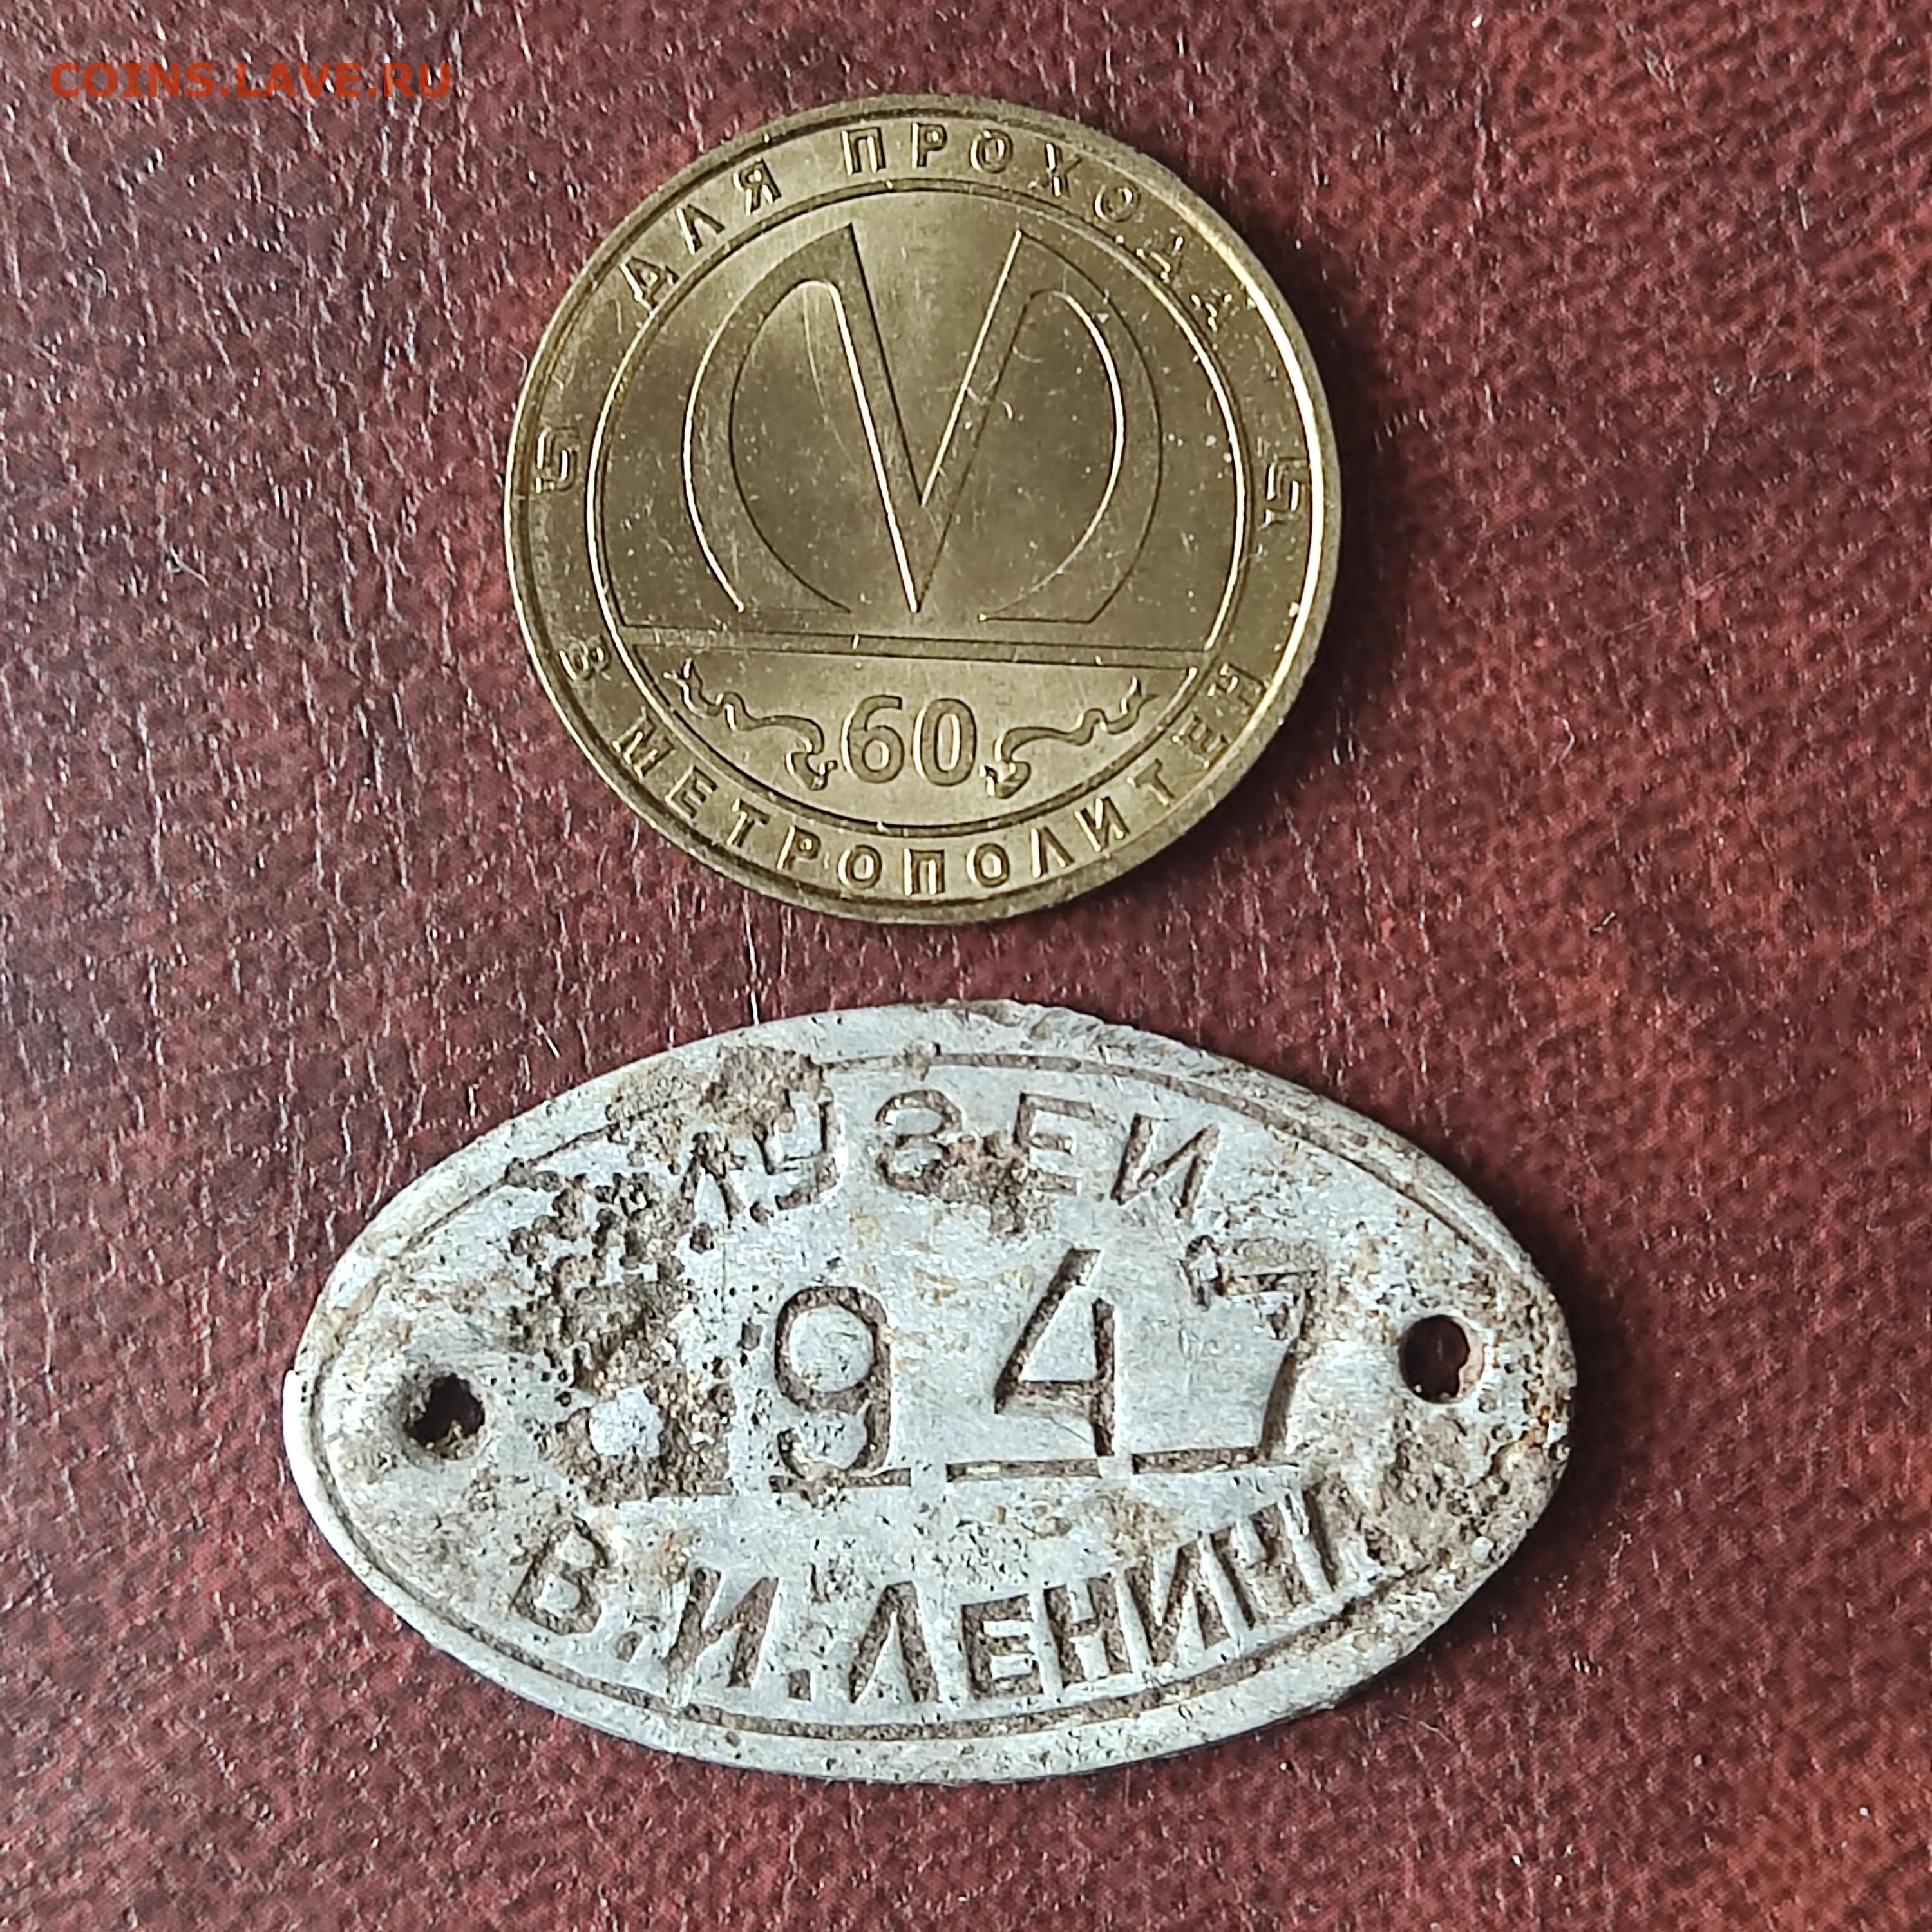 COINS.LAVE.RU
ДЛЯ ПРОХОДА
В МЕТРОПОЛИТЕН
60
МУЗЕЙ
947
В.И.ЛЕНИНА